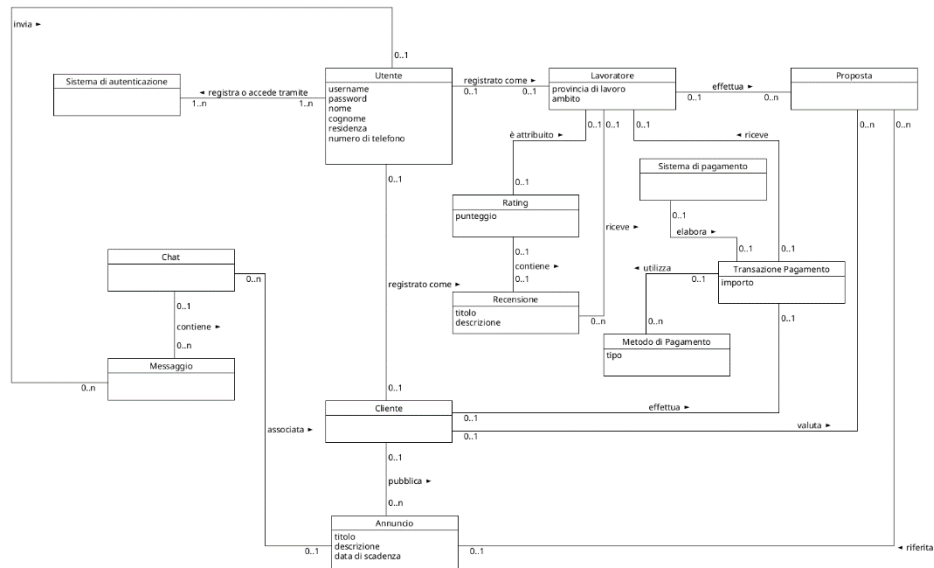 invia ►
0..1
Sistema di autenticazione
◄ registra o accede tramite
1..n
1..n
Utente
username
password
nome
cognome
residenza
numero di telefono
registrato come ►
0..1
0..1
Lavoratore
provincia di lavoro
ambito
effettua ►
0..1
0..n
Proposta
0..1
0..1
0..1
0..n
0..n
è attribuito ►
◄ riceve
0..1
0..1
Rating
punteggio
Sistema di pagamento
0..1
elabora ►
0..1
0..1
riceve ►
0..1
contiene ►
0..1
Recensione
titolo
descrizione
0..n
◄ utilizza
0..1
Transazione Pagamento
importo
0..n
0..1
Metodo di Pagamento
tipo
Chat
0..n
0..1
contiene ►
0..n
Messaggio
0..n
registrato come ►
0..1
Cliente
effettua ►
0..1
0..1
valuta ►
associata ►
0..1
pubblica ►
0..n
Annuncio
titolo
descrizione
data di scadenza
0..1
0..1
◄ riferita